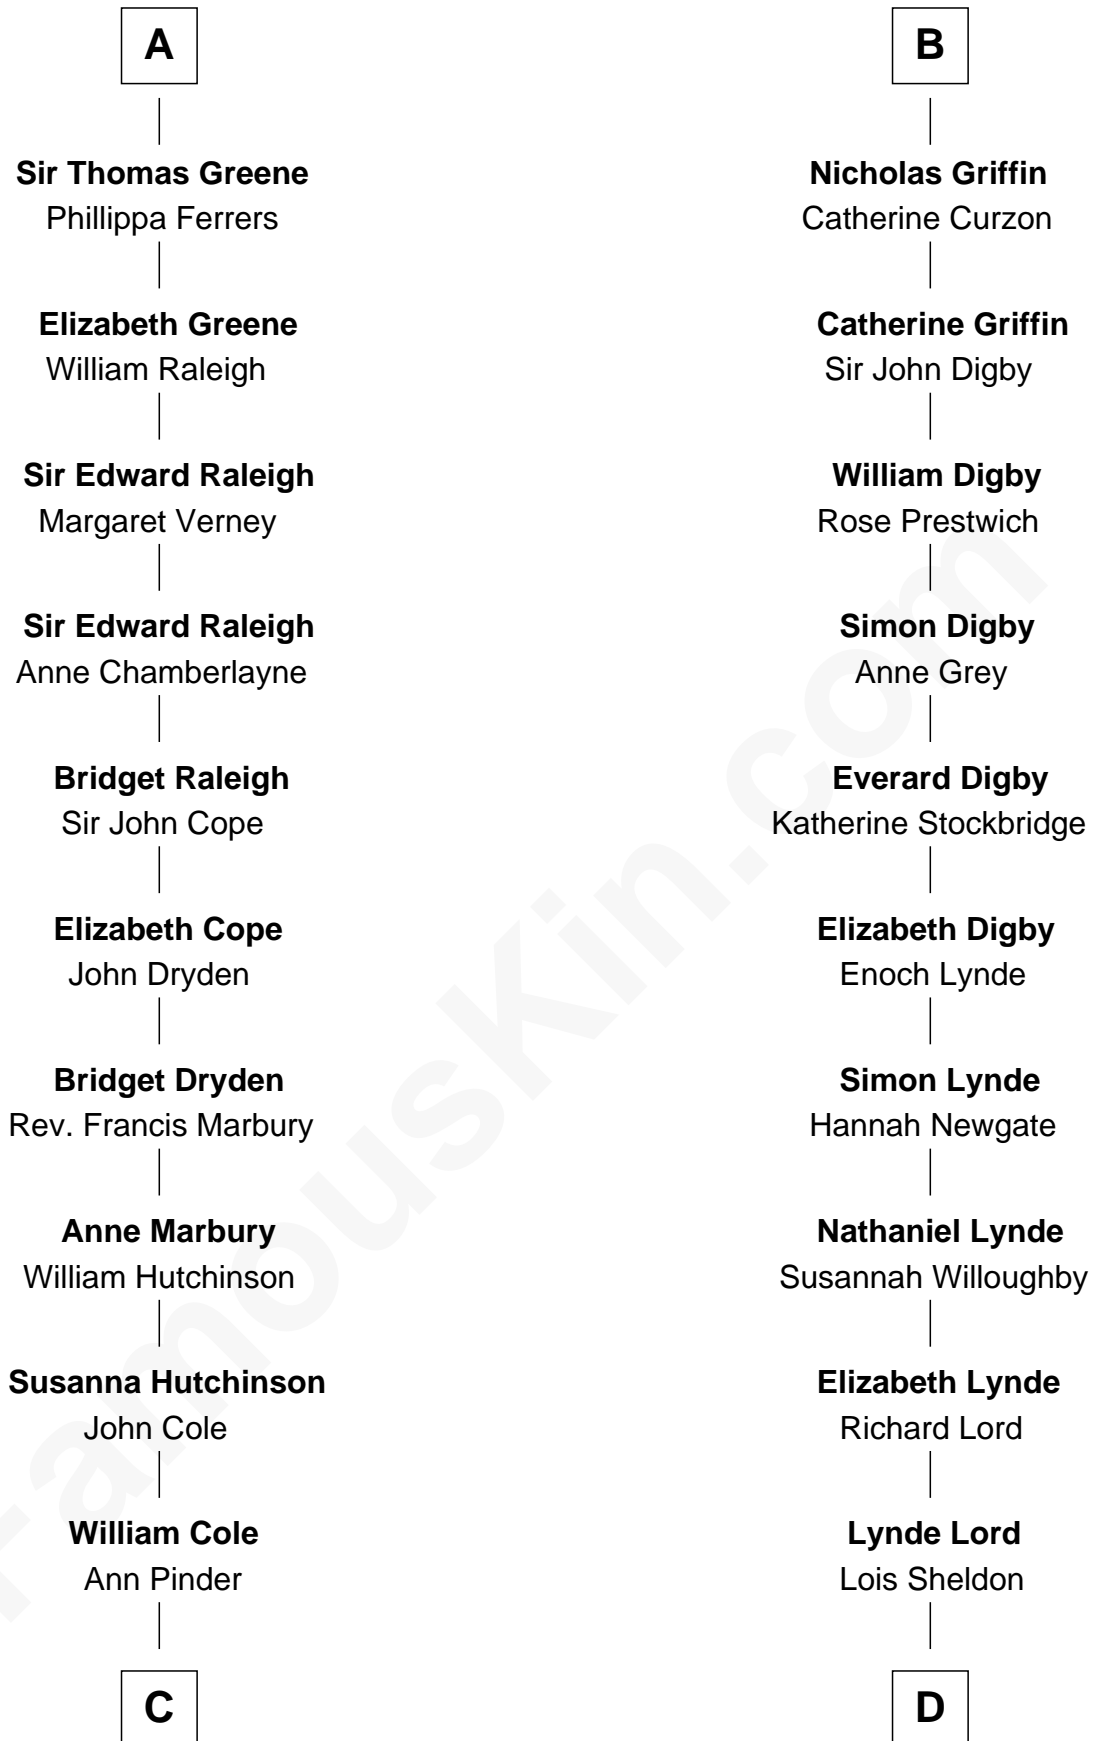 A
Sir Thomas Greene
Phillippa Ferrers
Elizabeth Greene
William Raleigh
Sir Edward Raleigh
Margaret Verney
Sir Edward Raleigh
Anne Chamberlayne
Bridget Raleigh
Sir John Cope
Elizabeth Cope
John Dryden
Bridget Dryden
Rev. Francis Marbury
Anne Marbury
William Hutchinson
Susanna Hutchinson
John Cole
William Cole
Ann Pinder
C
B
Nicholas Griffin
Catherine Curzon
Catherine Griffin
Sir John Digby
William Digby
Rose Prestwich
Simon Digby
Anne Grey
Everard Digby
Katherine Stockbridge
Elizabeth Digby
Enoch Lynde
Simon Lynde
Hannah Newgate
Nathaniel Lynde
Susannah Willoughby
Elizabeth Lynde
Richard Lord
Lynde Lord
Lois Sheldon
D
FamousKin.com